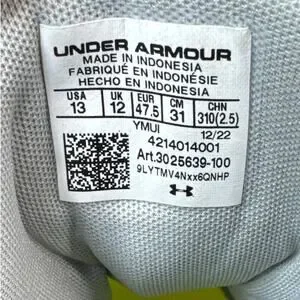 UNDER ARMOUR
MADE IN INDONESIA
FABRIQUÉ EN INDONÉSIE
HECHO EN INDONESIA
USA UK EUR CM CHN
13 12 47.5 31 310(2.5)
YMUI 12/22
4214014001
Art.3025639-100
9LYTMV4Nxx6QNHP